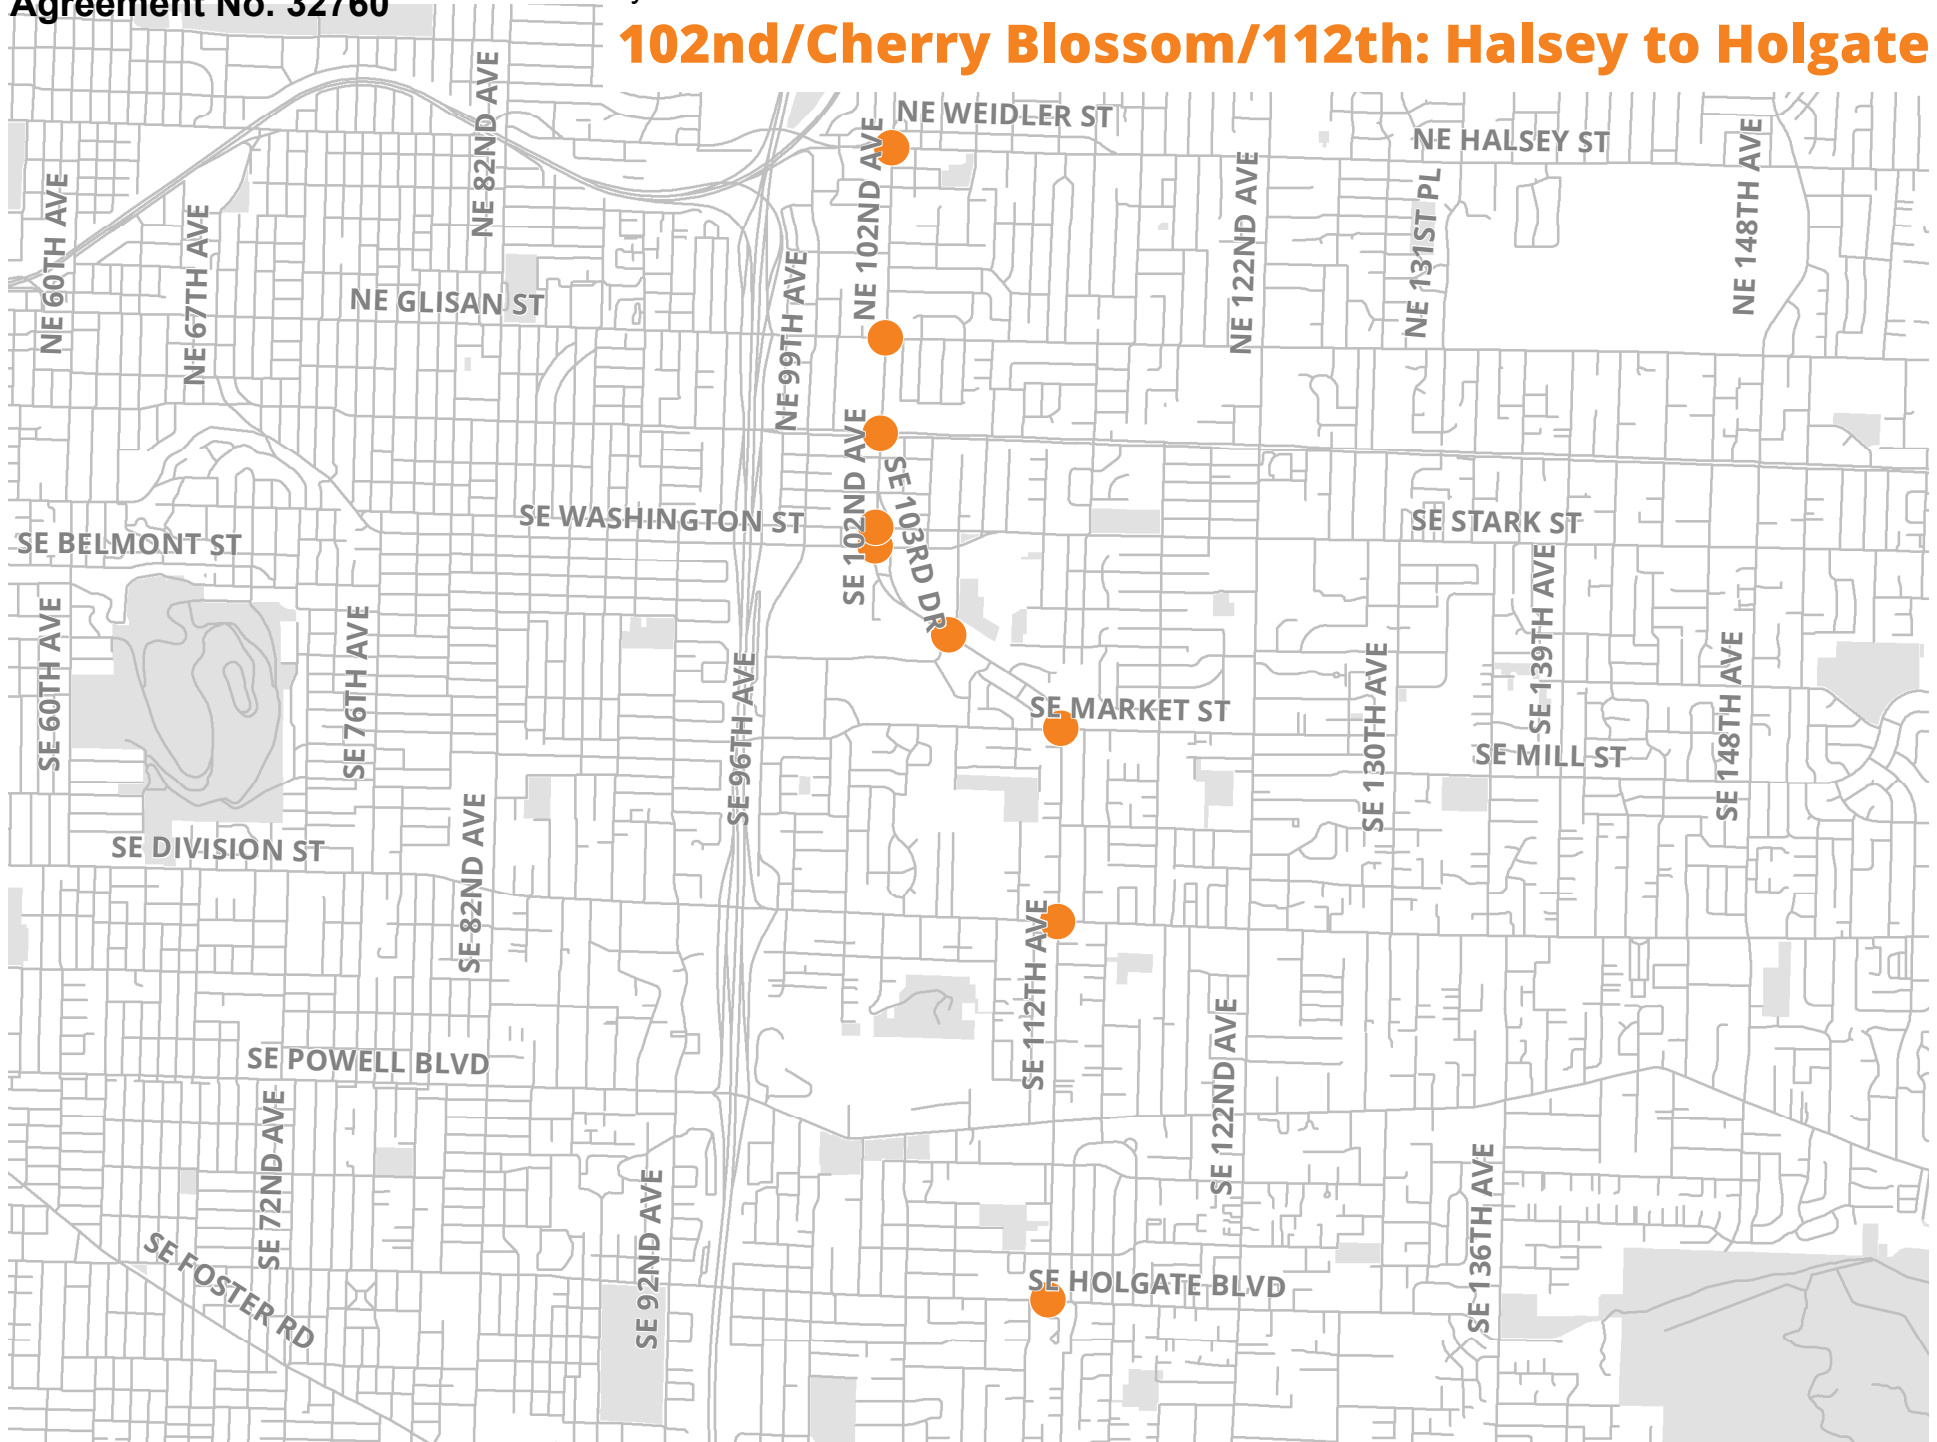 Agreement No. 32760
102nd/Cherry Blossom/112th: Halsey to Holgate
NE WEIDLER ST
NE HALSEY ST
NE 82ND AVE
NE 102ND AVE
NE 148TH AVE
NE 60TH AVE
NE 67TH AVE
NE 122ND AVE
NE 131ST PL
NE 99TH AVE
NE GLISAN ST
SE 102ND AVE
SE 103RD DR
SE WASHINGTON ST
SE STARK ST
SE BELMONT ST
SE 139TH AVE
SE 60TH AVE
SE 76TH AVE
SE 96TH AVE
SE 130TH AVE
SE 148TH AVE
SE MARKET ST
SE MILL ST
SE 82ND AVE
SE DIVISION ST
SE 112TH AVE
SE 122ND AVE
SE POWELL BLVD
SE 72ND AVE
SE 92ND AVE
SE 136TH AVE
SE FOSTER RD
SE HOLGATE BLVD